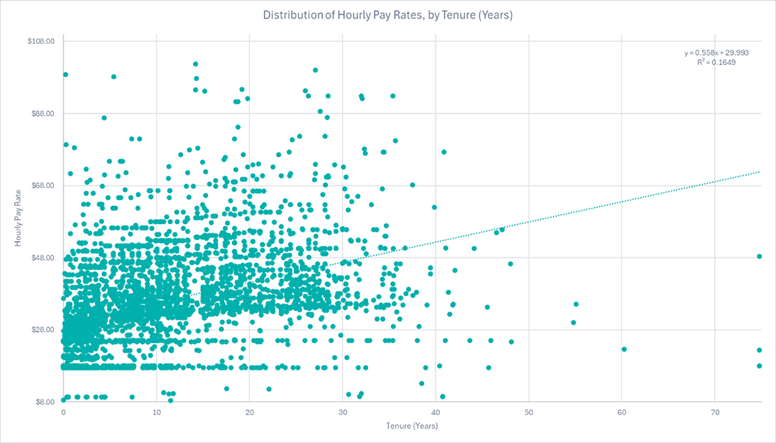 Distribution of Hourly Pay Rates, by Tenure (Years)
$108.00
y = 0.558x + 29.993
R² = 0.1649
$88.00
$68.00
Hourly Pay Rate
$48.00
$28.00
$8.00
0 10 20 30 40 50 60 70
Tenure (Years)